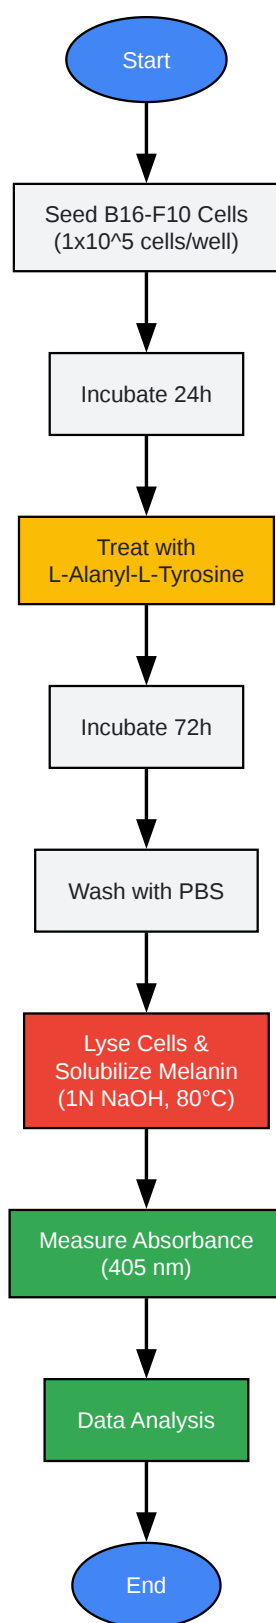 Start
Seed B16-F10 Cells
(1x10^5 cells/well)
Incubate 24h
Treat with
L-Alanyl-L-Tyrosine
Incubate 72h
Wash with PBS
Lyse Cells &
Solubilize Melanin
(1N NaOH, 80°C)
Measure Absorbance
(405 nm)
Data Analysis
End